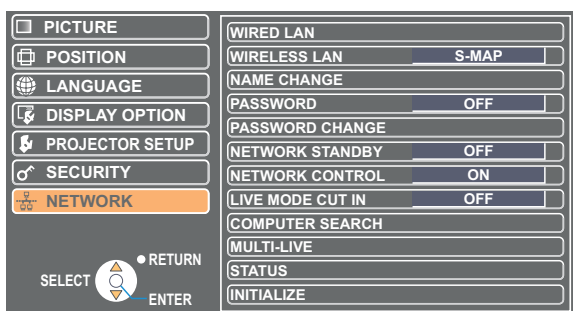 PICTURE
POSITION
LANGUAGE
DISPLAY OPTION
PROJECTOR SETUP
SECURITY
NETWORK
RETURN
SELECT
ENTER
WIRED LAN
WIRELESS LAN S-MAP
NAME CHANGE
PASSWORD OFF
PASSWORD CHANGE
NETWORK STANDBY OFF
NETWORK CONTROL ON
LIVE MODE CUT IN OFF
COMPUTER SEARCH
MULTI-LIVE
STATUS
INITIALIZE